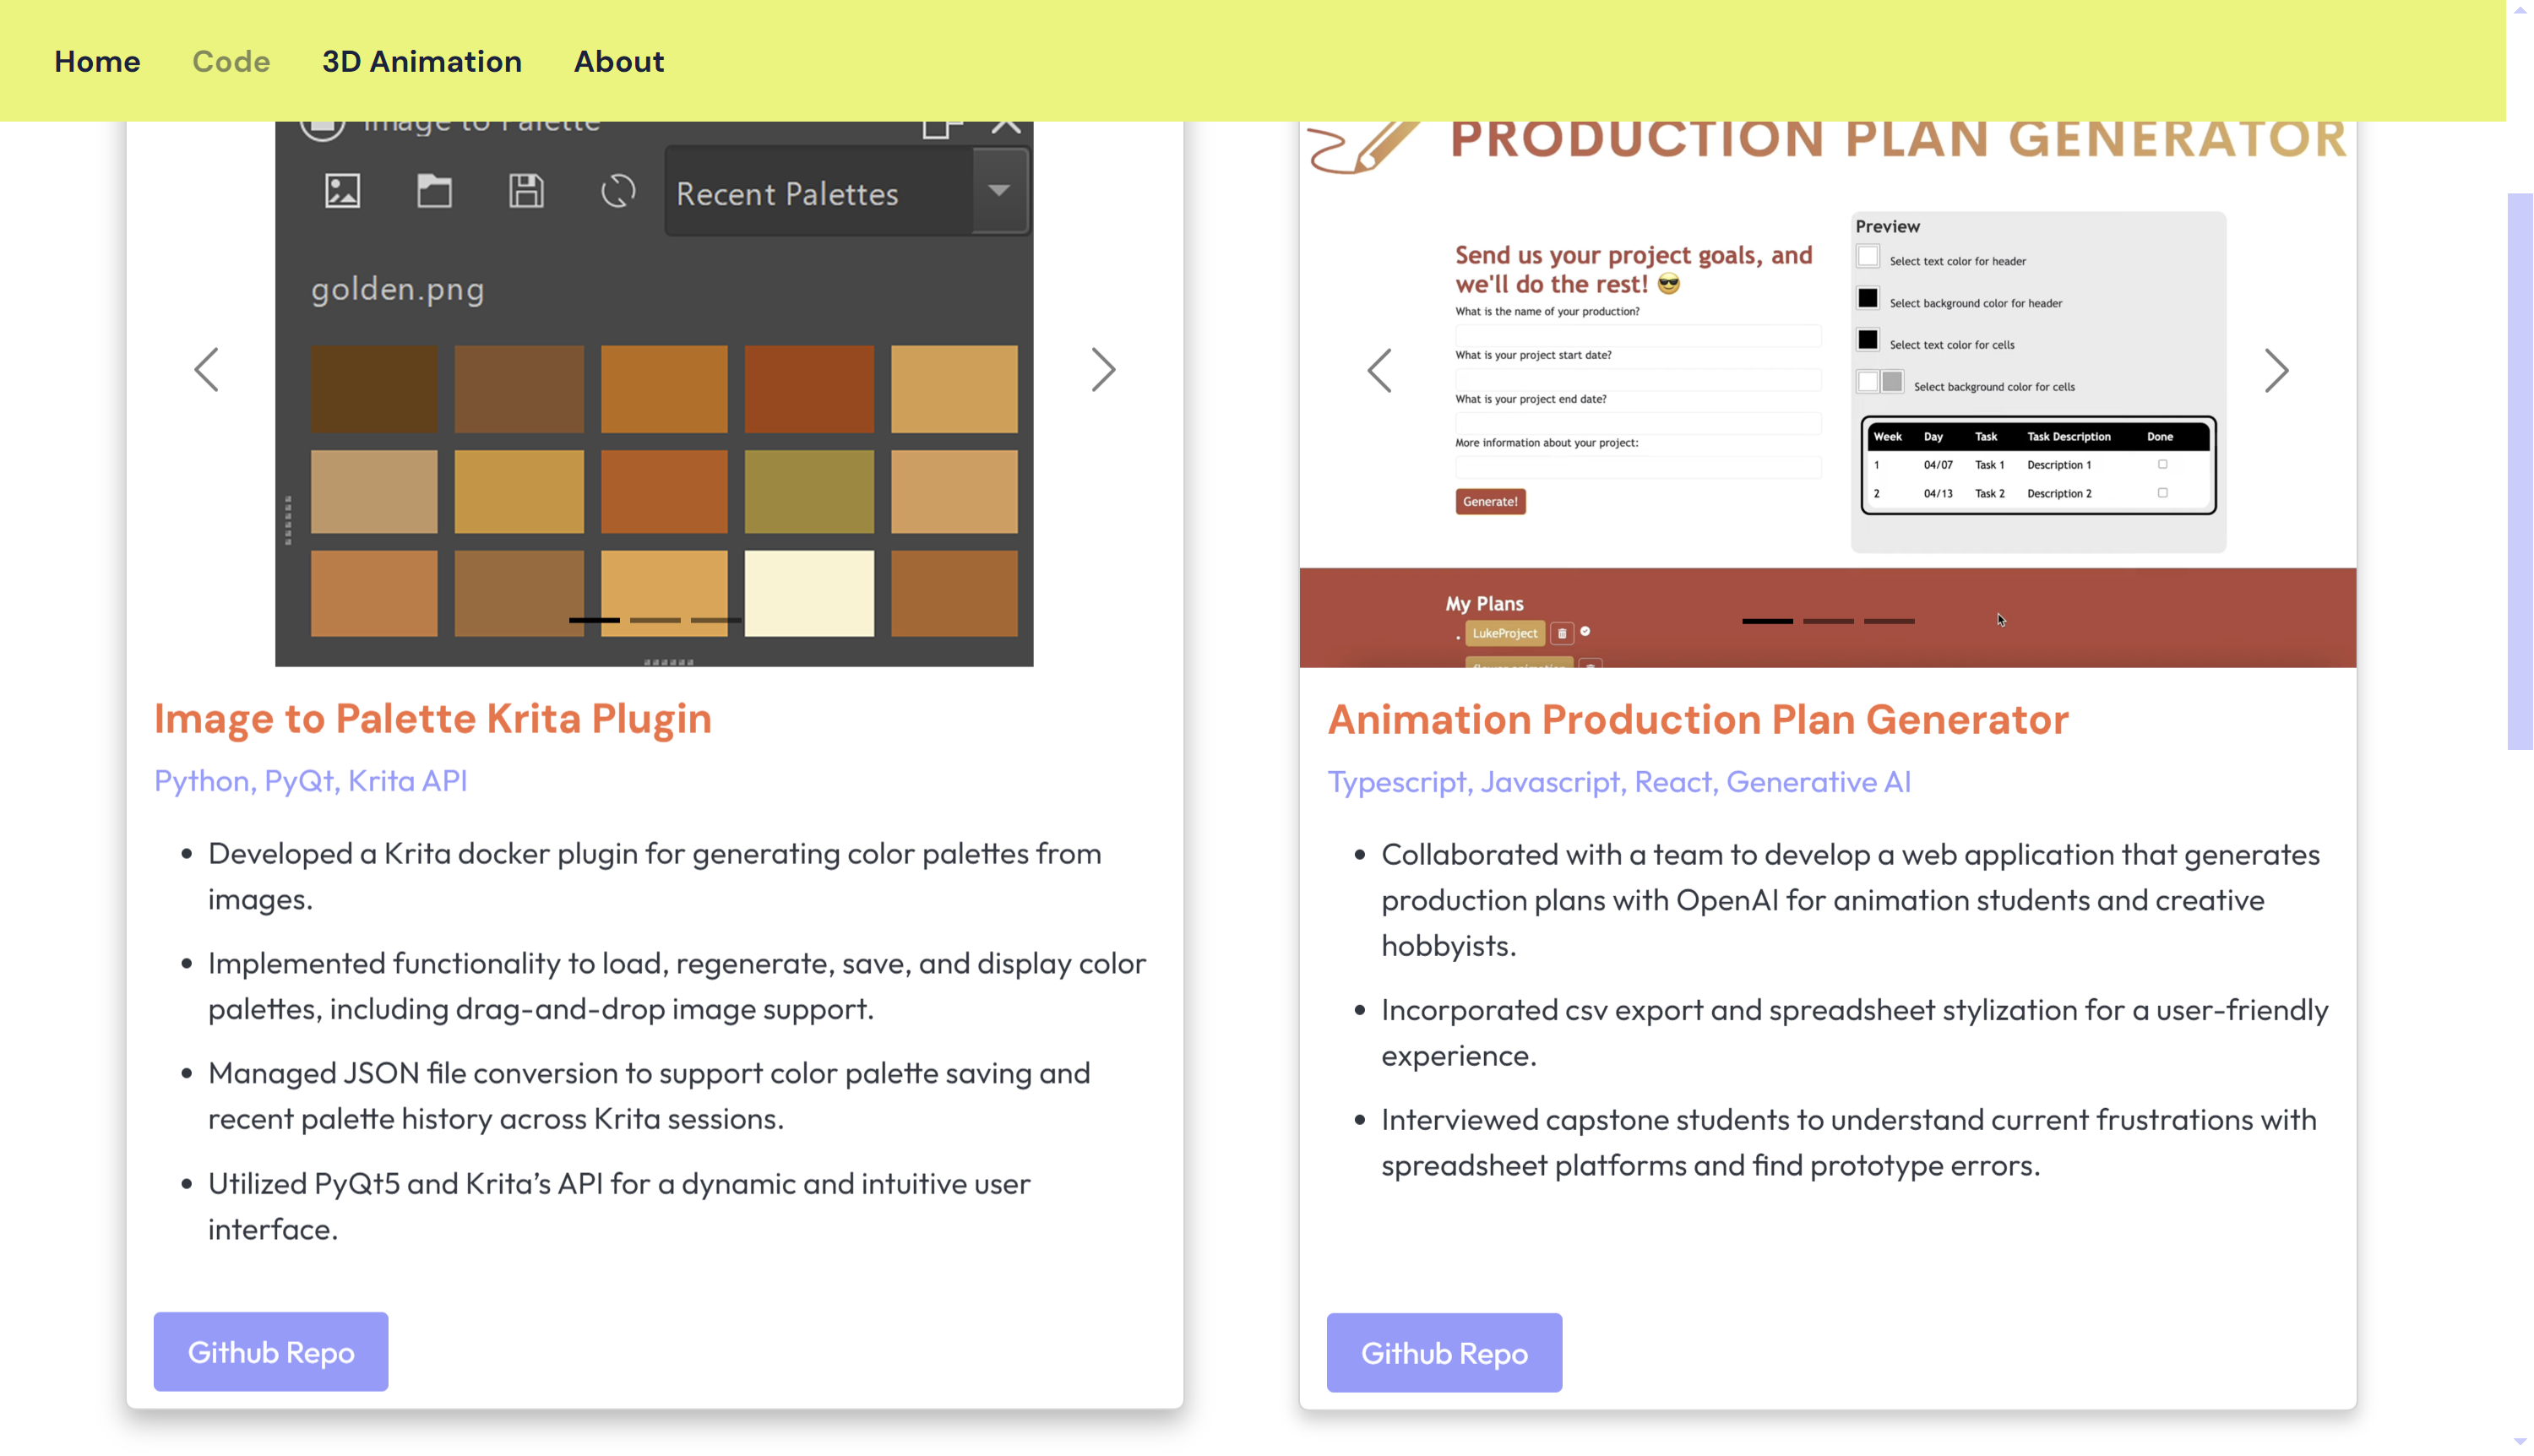 Home Code 3D Animation About
Image to Palette
Recent Palettes
golden.png
PRODUCTION PLAN GENERATOR
Send us your project goals, and
we'll do the rest! 😎
What is the name of your production?
What is your project start date?
What is your project end date?
More information about your project:
Generate!
Preview
Select text color for header
Select background color for header
Select text color for cells
Select background color for cells
Week Day Task Task Description Done
1 04/07 Task 1 Description 1
2 04/13 Task 2 Description 2
My Plans
LukeProject
Image to Palette Krita Plugin
Python, PyQt, Krita API
• Developed a Krita docker plugin for generating color palettes from
images.
• Implemented functionality to load, regenerate, save, and display color
palettes, including drag-and-drop image support.
• Managed JSON file conversion to support color palette saving and
recent palette history across Krita sessions.
• Utilized PyQt5 and Krita’s API for a dynamic and intuitive user
interface.
Github Repo
Animation Production Plan Generator
Typescript, Javascript, React, Generative AI
• Collaborated with a team to develop a web application that generates
production plans with OpenAI for animation students and creative
hobbyists.
• Incorporated csv export and spreadsheet stylization for a user-friendly
experience.
• Interviewed capstone students to understand current frustrations with
spreadsheet platforms and find prototype errors.
Github Repo